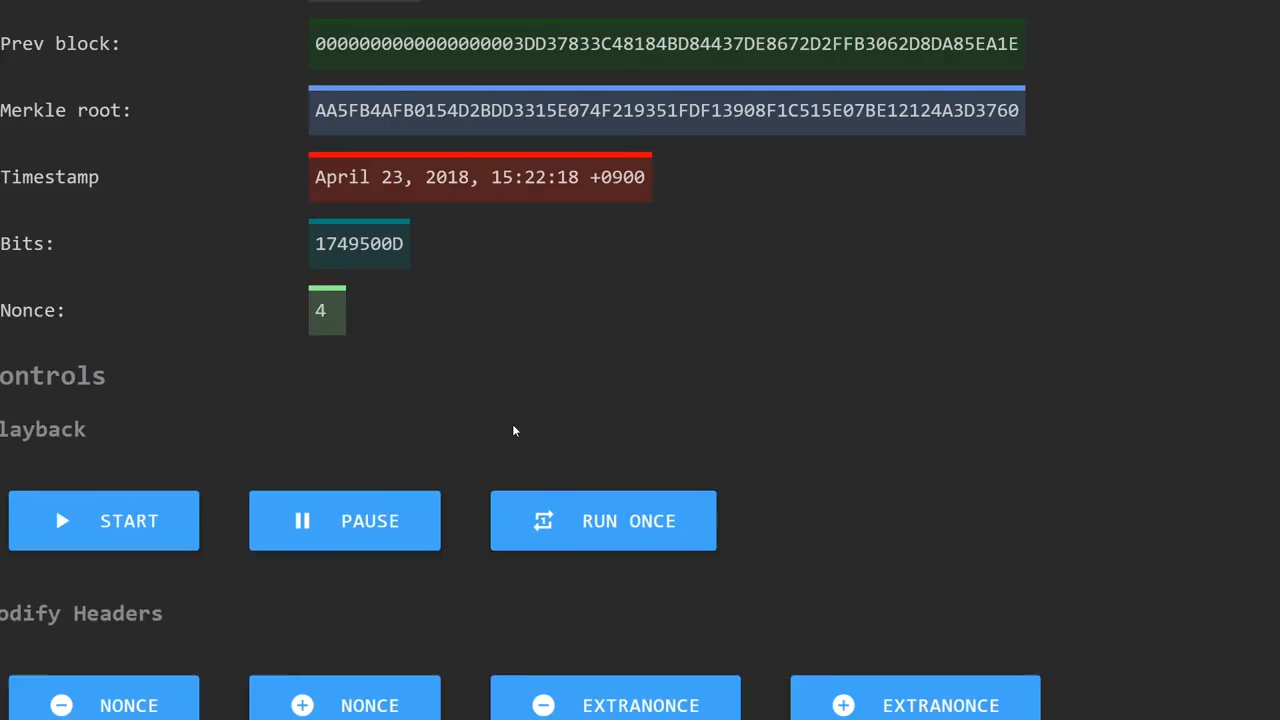 Prev block: 0000000000000000003DD37833C48184BD84437DE8672D2FFB3062D8DA85EA1E
Merkle root: AA5FB4AFB0154D2BDD3315E074F219351FDF13908F1C515E07BE12124A3D3760
Timestamp April 23, 2018, 15:22:18 +0900
Bits: 1749500D
Nonce: 4
ontrols
layback
START PAUSE RUN ONCE
odify Headers
NONCE NONCE EXTRANONCE EXTRANONCE